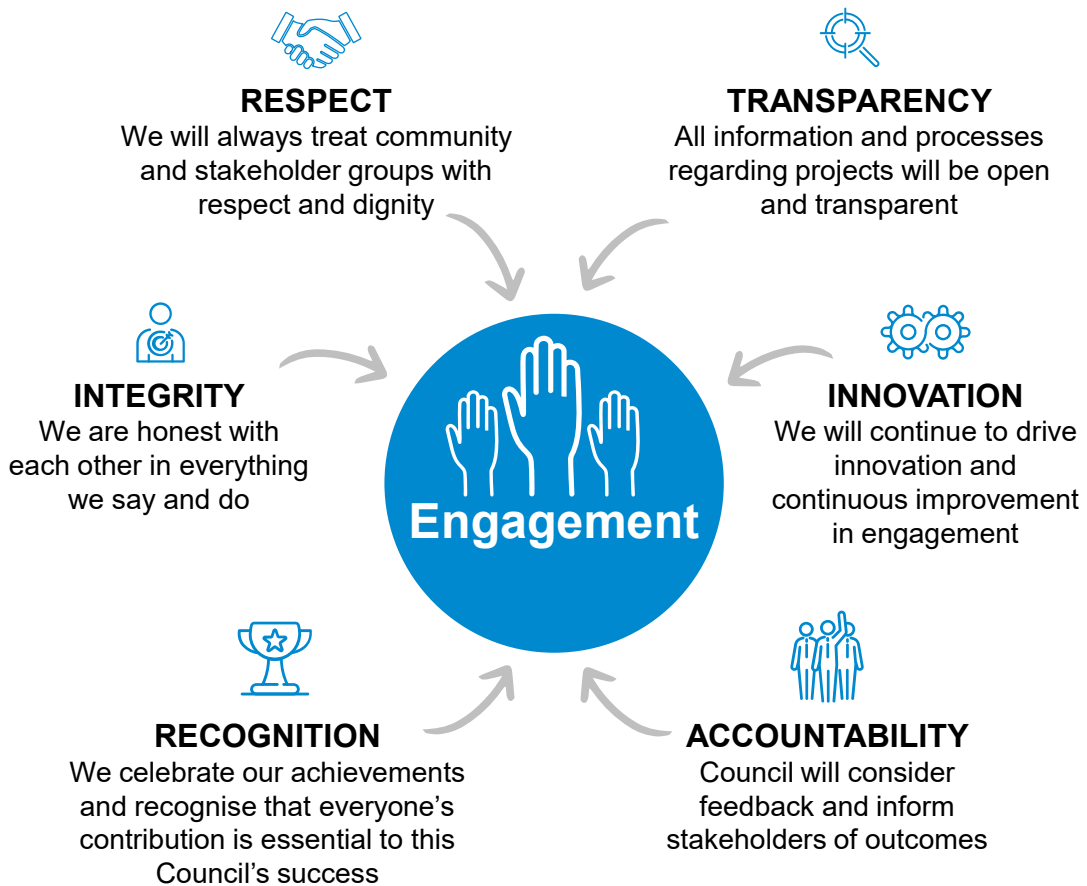 RESPECT
We will always treat community
and stakeholder groups with
respect and dignity
TRANSPARENCY
All information and processes
regarding projects will be open
and transparent
INTEGRITY
We are honest with
each other in everything
we say and do
Engagement
INNOVATION
We will continue to drive
innovation and
continuous improvement
in engagement
RECOGNITION
We celebrate our achievements
and recognise that everyone’s
contribution is essential to this
Council’s success
ACCOUNTABILITY
Council will consider
feedback and inform
stakeholders of outcomes